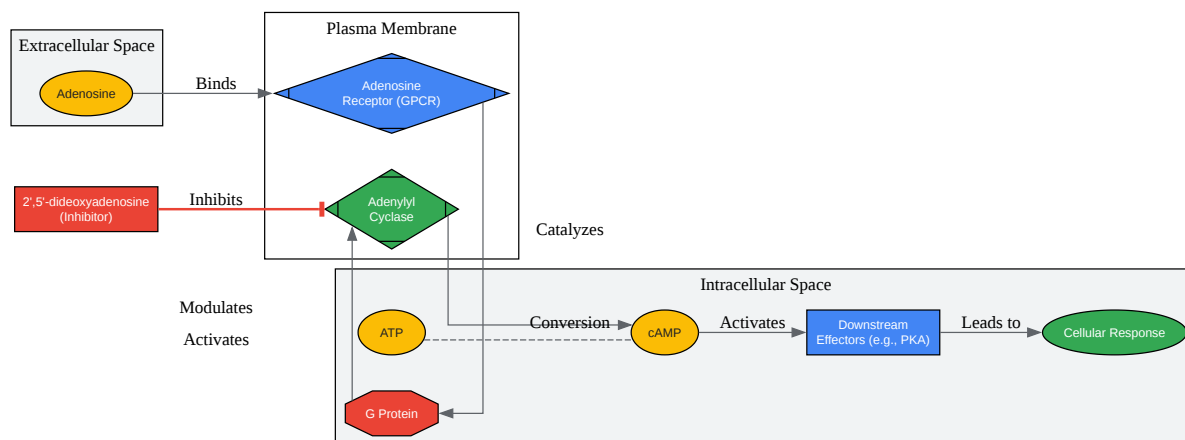 Plasma Membrane
Extracellular Space
Adenosine
Binds
Adenosine
Receptor (GPCR)
2',5'-dideoxyadenosine
(Inhibitor)
Inhibits
Adenylyl
Cyclase
Catalyzes
Intracellular Space
Modulates
Activates
ATP
Conversion
cAMP
Activates
Downstream
Effectors (e.g., PKA)
Leads to
Cellular Response
G Protein